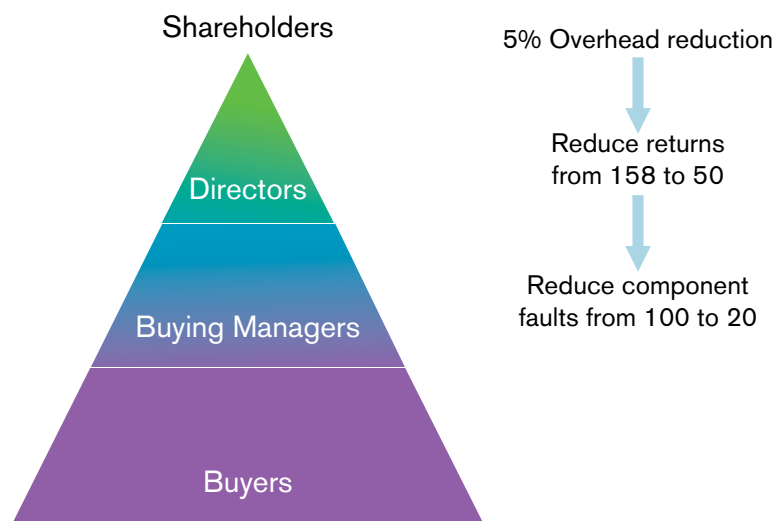 Shareholders
Directors
Buying Managers
Buyers
5% Overhead reduction
Reduce returns
from 158 to 50
Reduce component
faults from 100 to 20